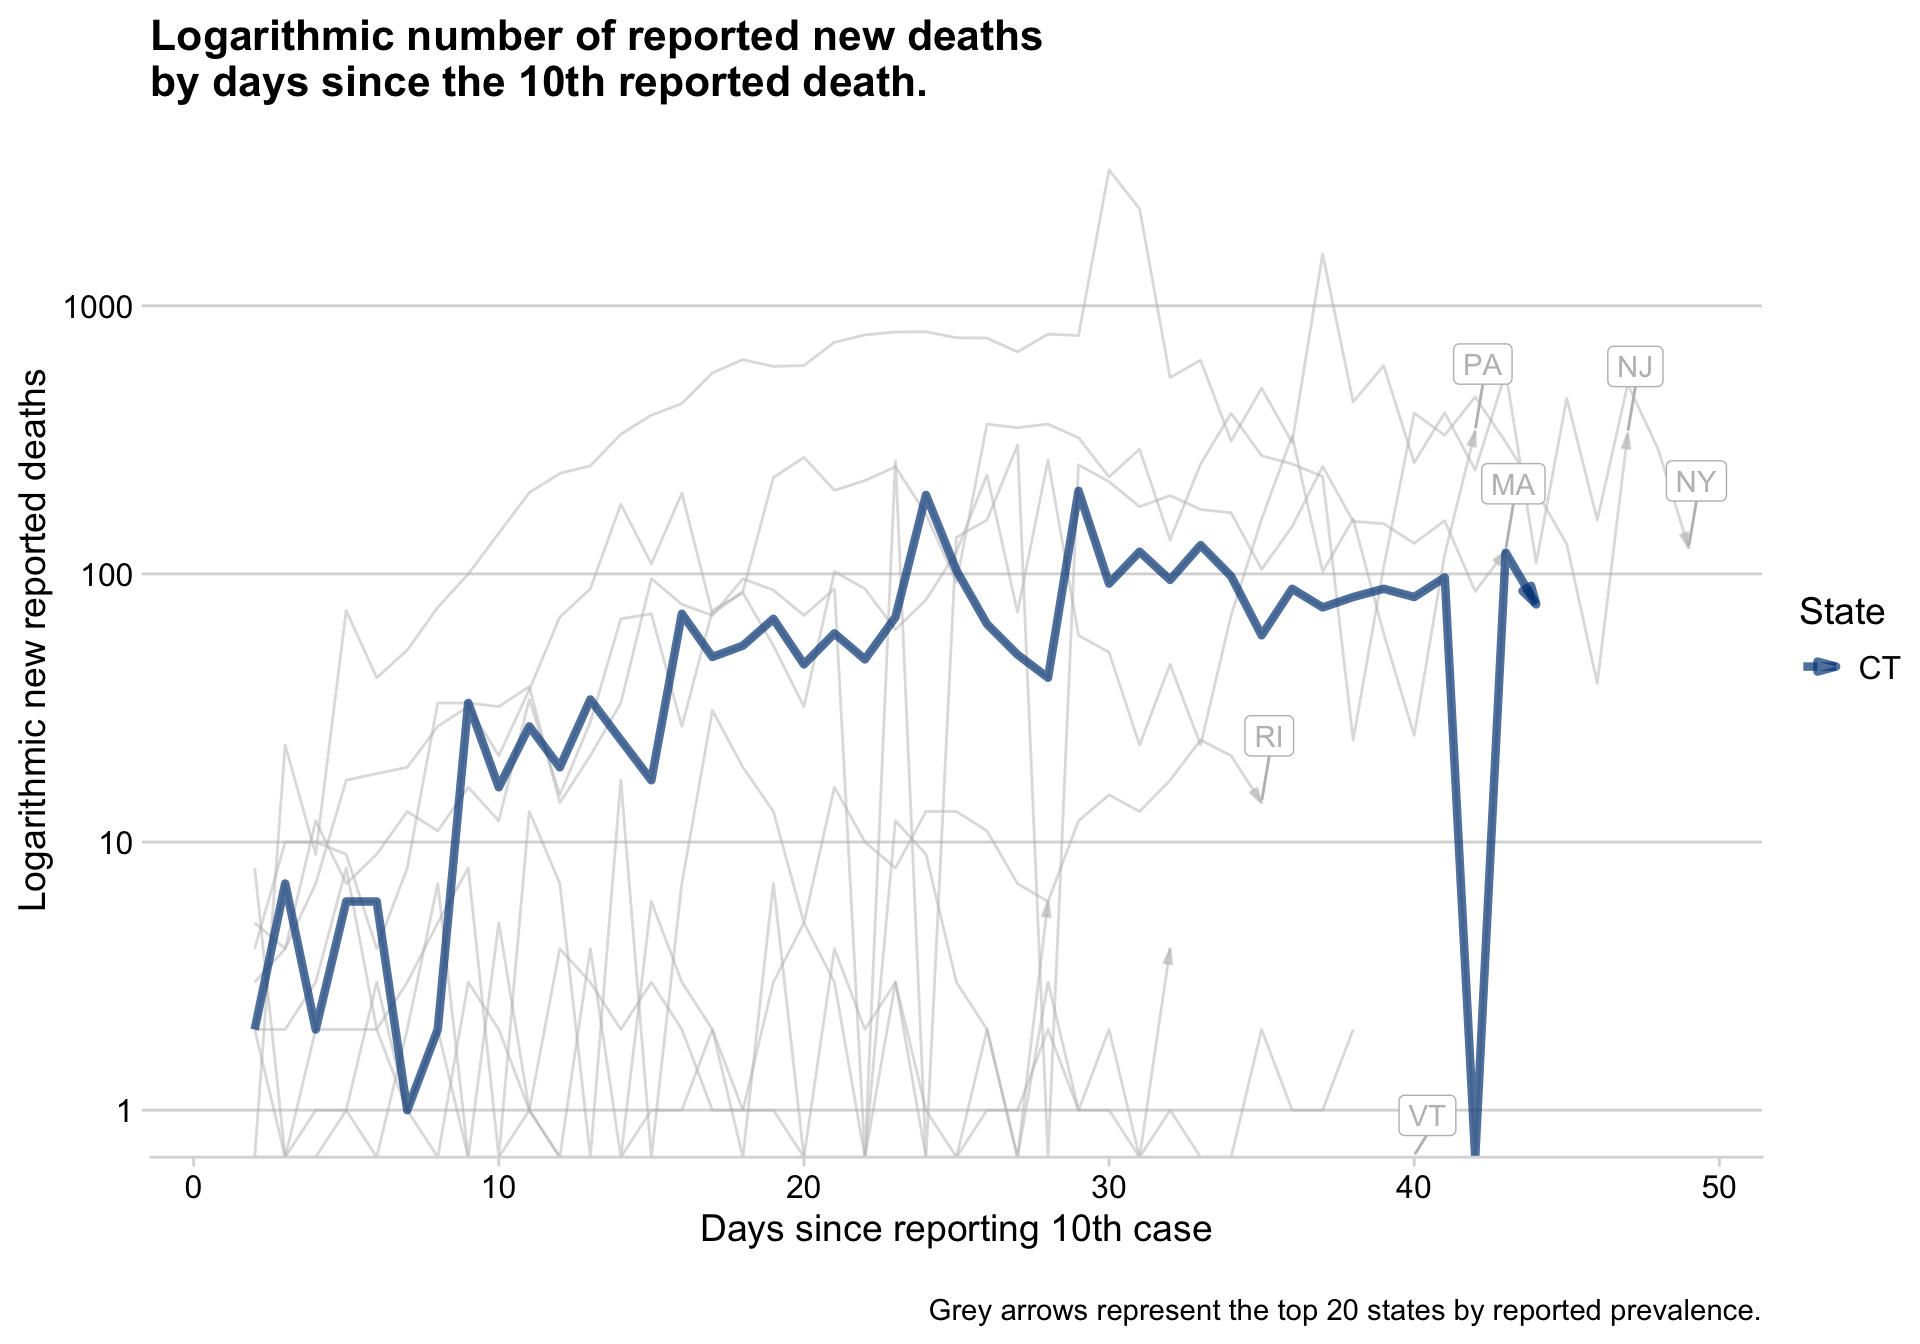 Logarithmic number of reported new deaths
by days since the 10th reported death.
Logarithmic new reported deaths
1000
100
10
1
PA
NJ
MA
NY
RI
VT
State
CT
0
10
20
30
40
50
Days since reporting 10th case
Grey arrows represent the top 20 states by reported prevalence.